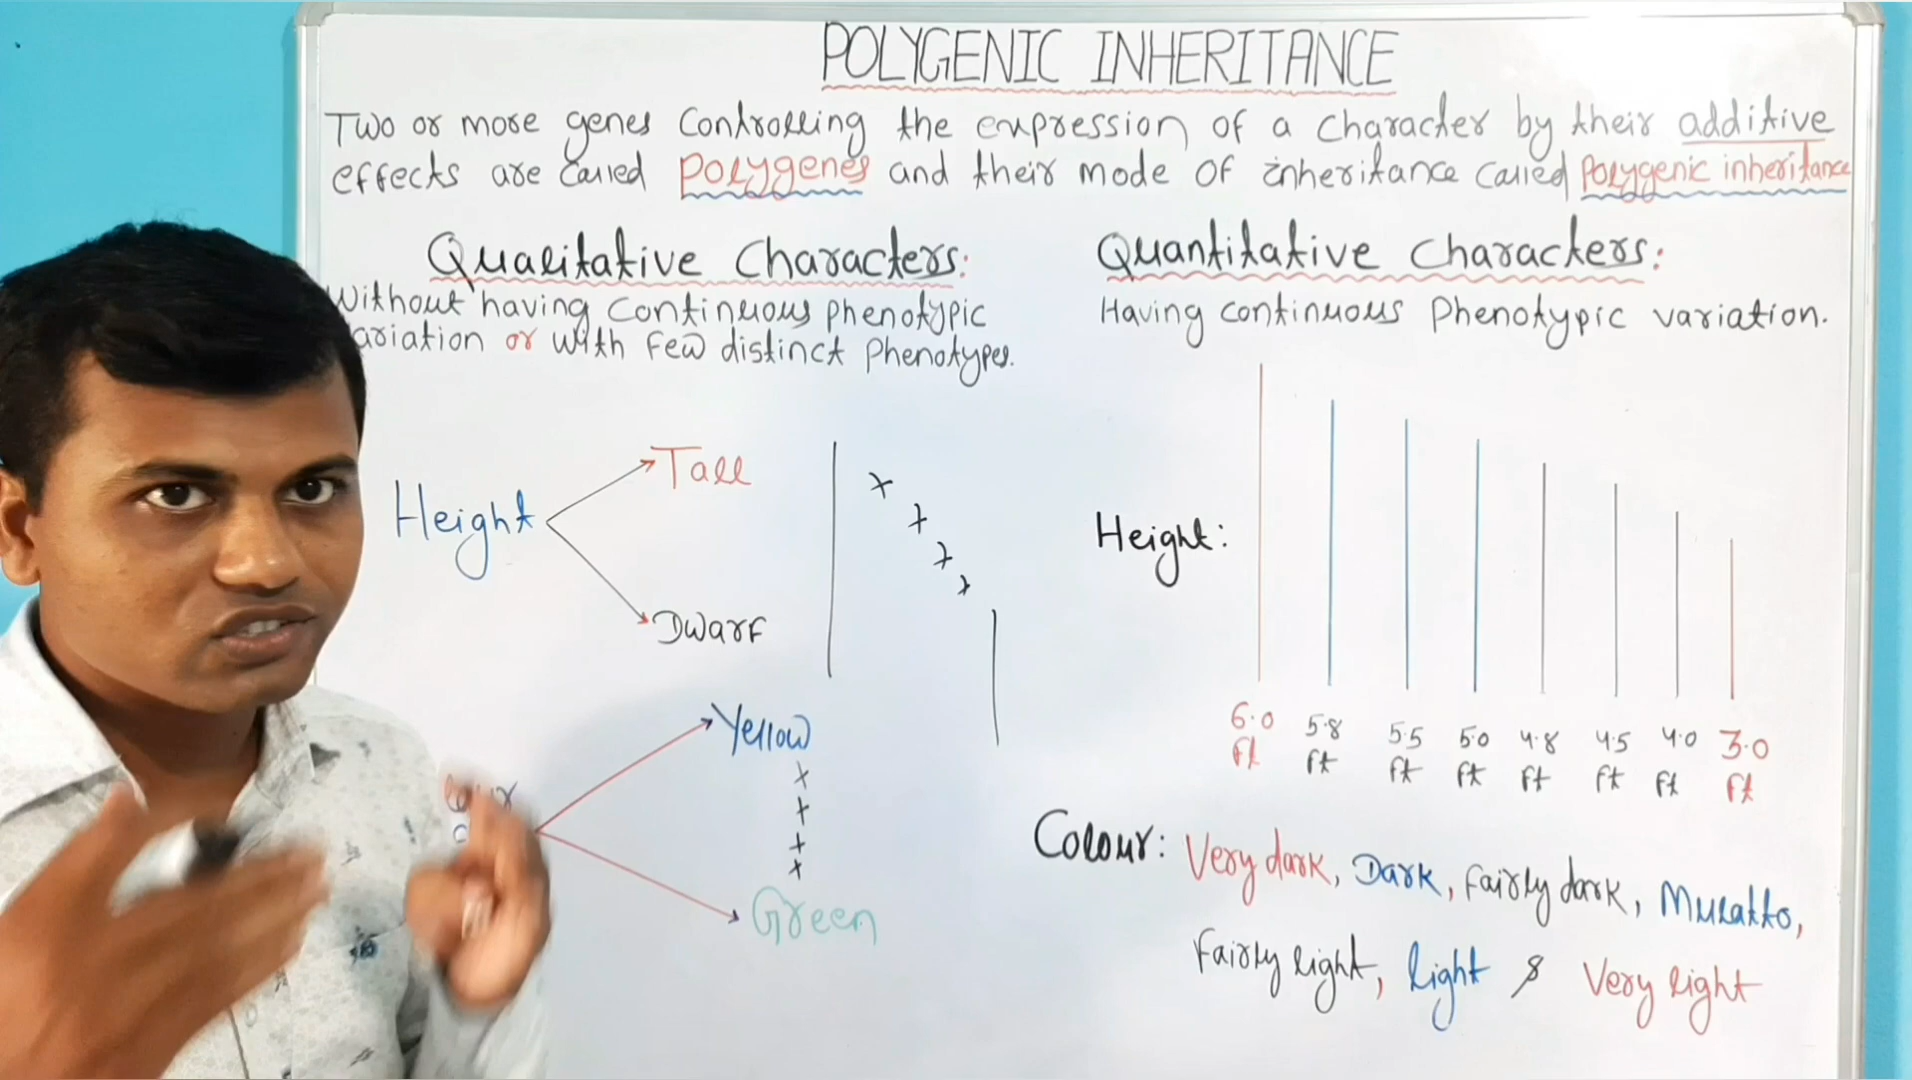 POLYGENIC INHERITANCE
Two or more genes Controlling the expression of a character by their additive
effects are called Polygenes and their mode of inheritance called Polygenic inheritance
Qualitative Characters:
Without having continuous phenotypic
variation or with few distinct phenotypes.
Height
Tall
Dwarf
Yellow
Green
Quantitative Characters:
Having continuous Phenotypic variation.
Height:
6.0 5.8 5.5 5.0 4.8 4.5 4.0 3.0
ft ft ft ft ft ft ft ft
Colour: Very dark, Dark, Fairly dark, Mulatto,
Fairly light, light & Very light